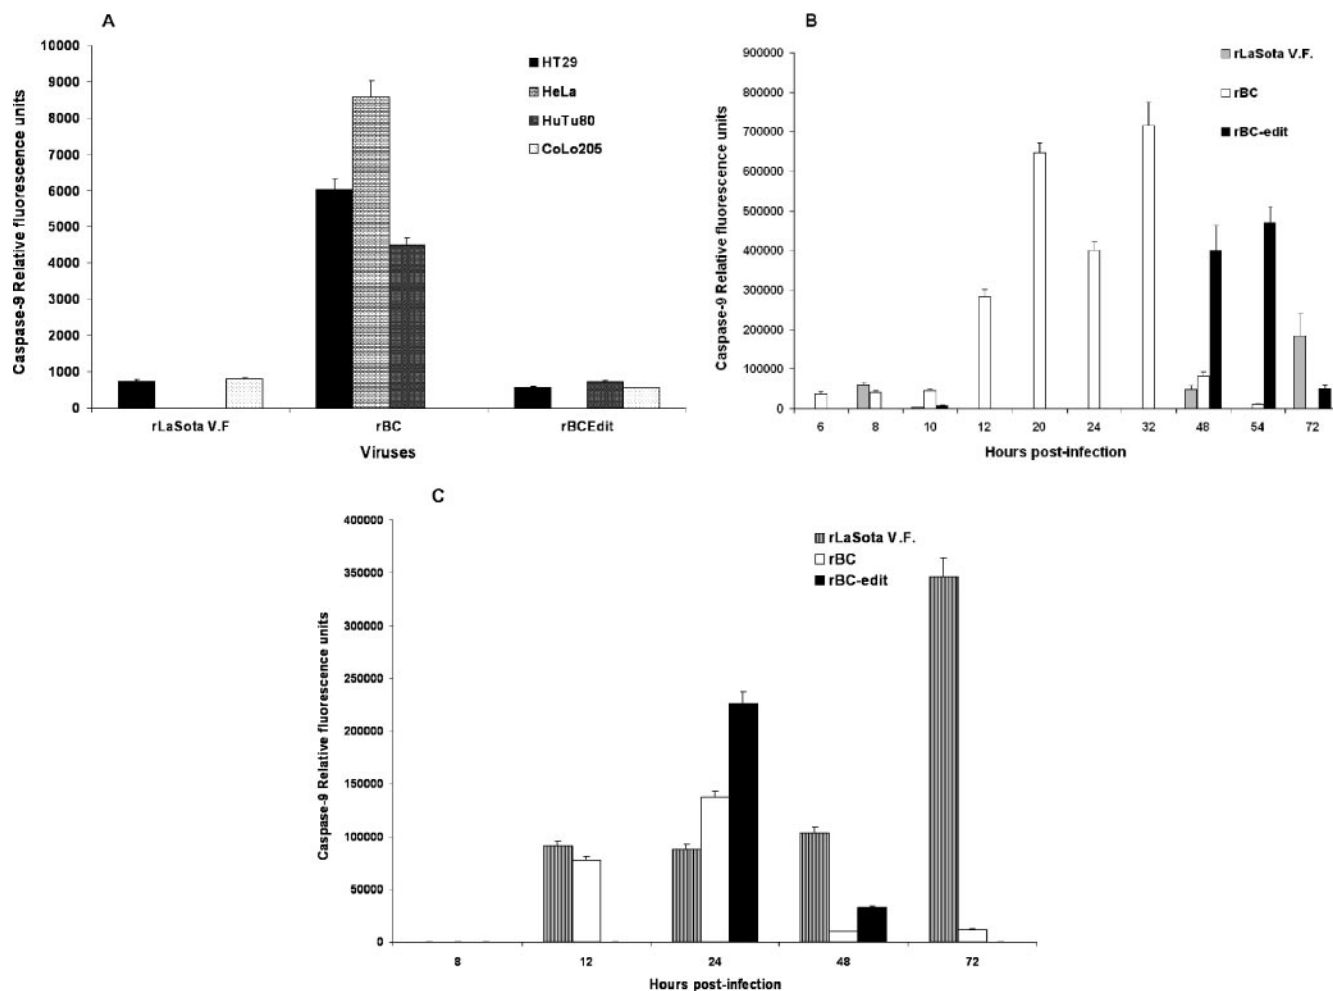 A
Caspase-9 Relative fluorescence units
10000
9000
8000
7000
6000
5000
4000
3000
2000
1000
0
HT29
HeLa
HuTu80
CoLo205
rLaSota V.F rBC rBCEdit
Viruses
B
Caspase-9 Relative fluorescence units
900000
800000
700000
600000
500000
400000
300000
200000
100000
0
rLaSota V.F.
rBC
rBC-edit
6 8 10 12 20 24 32 48 54 72
Hours post-infection
C
Caspase-9 Relative fluorescence units
400000
350000
300000
250000
200000
150000
100000
50000
0
rLaSota V.F.
rBC
rBC-edit
8 12 24 48 72
Hours post-infection